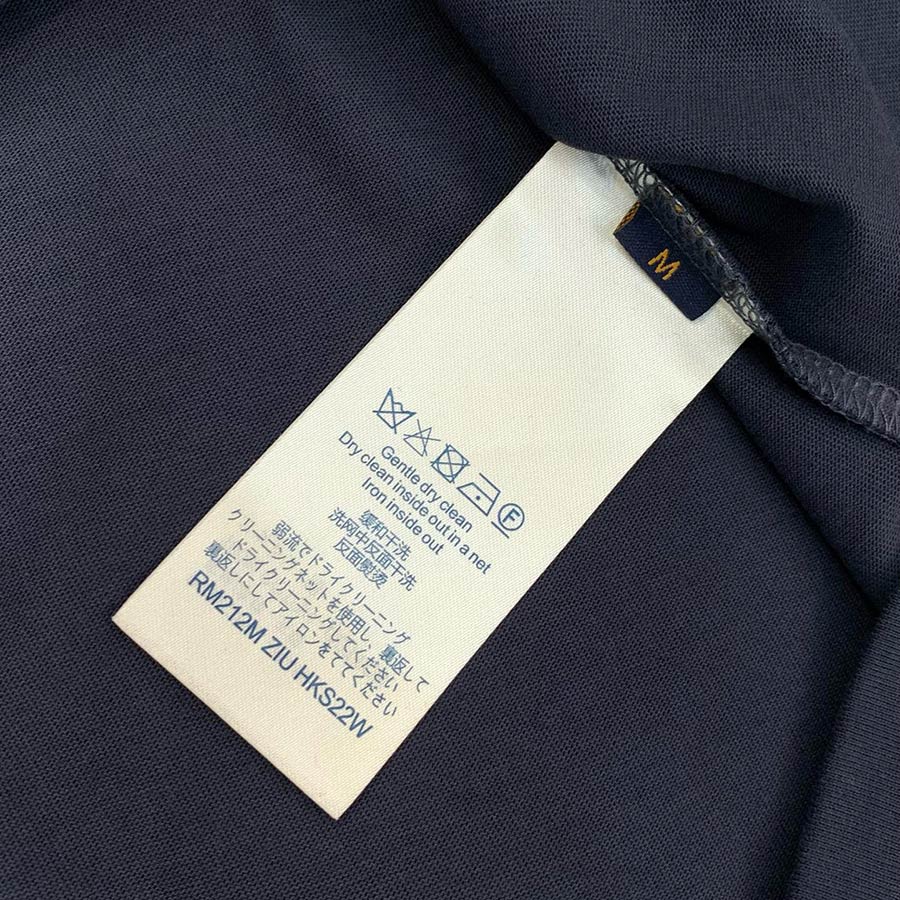 M
F
Gentle dry clean
Dry clean inside out in a net
Iron inside out
缓和干洗
洗网中反面干洗
反面熨烫
弱流でドライクリーニング
クリーニングネットを使用し、裏返して
ドライクリーニングしてください
裏返しにしてアイロンをててください
RM212M ZIU HKS22W